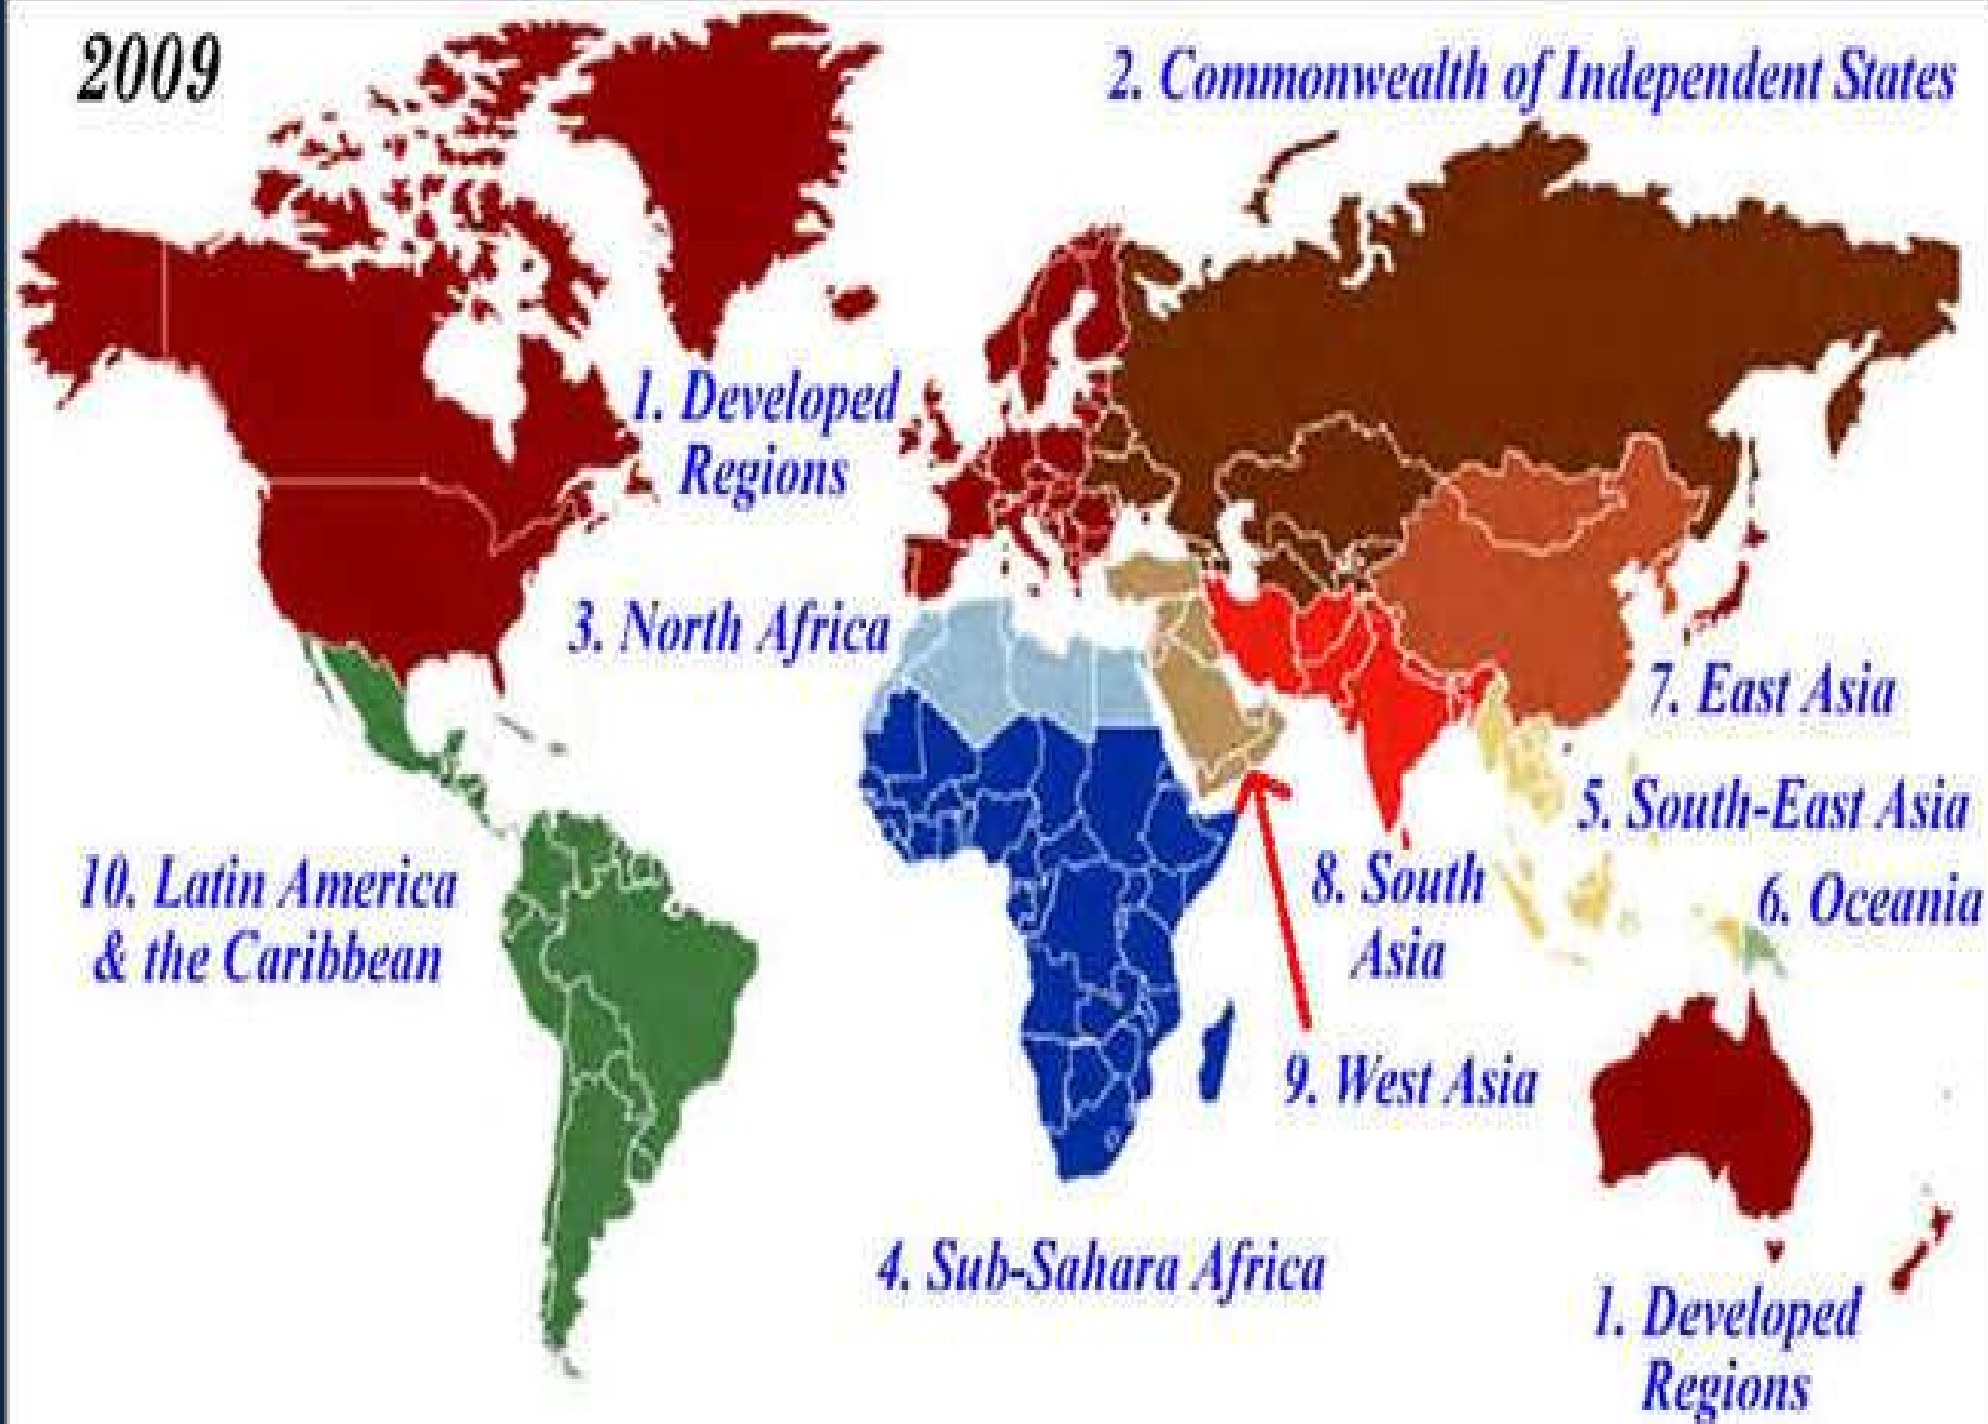 2009
2. Commonwealth of Independent States
1. Developed
Regions
3. North Africa
7. East Asia
5. South-East Asia
10. Latin America
& the Caribbean
8. South
Asia
6. Oceania
9. West Asia
4. Sub-Sahara Africa
1. Developed
Regions